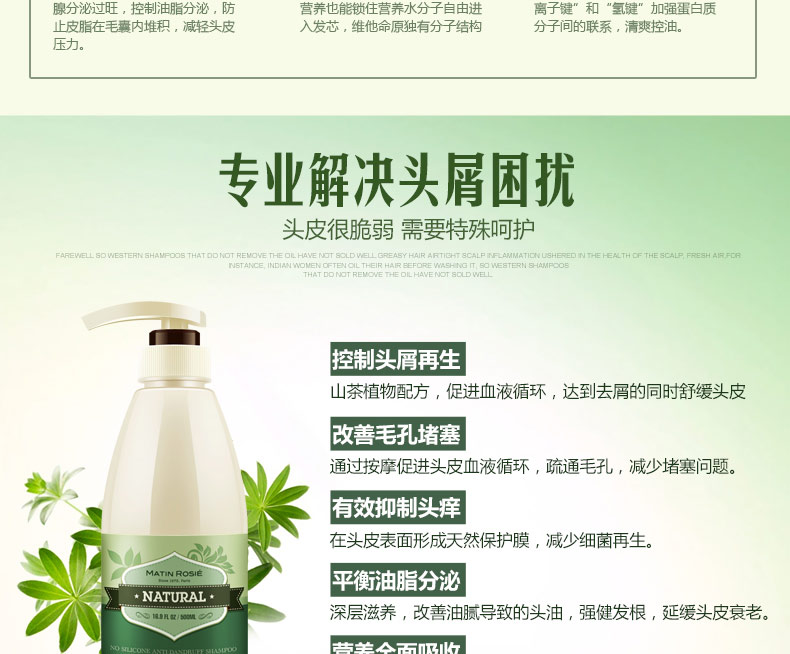 腺分泌过旺，控制油脂分泌，防
止皮脂在毛囊内堆积，减轻头皮
压力。
营养也能锁住营养水分子自由进
入发芯，维他命原独有分子结构
离子键”和“氢键”加强蛋白质
分子间的联系，清爽控油。
专业解决头屑困扰
头皮很脆弱 需要特殊呵护
FAREWELL SO WESTERN SHAMPOOS THAT DO NOT REMOVE THE OIL HAVE NOT SOLD WELL GREASY HAIR AIRTIGHT SCALP INFLAMMATION USHERED IN THE HEALTH OF THE SCALP, FRESH AIR,FOR
INSTANCE, INDIAN WOMEN OFTEN OIL THEIR HAIR BEFORE WASHING IT, SO WESTERN SHAMPOOS
THAT DO NOT REMOVE THE OIL HAVE NOT SOLD WELL
控制头屑再生
山茶植物配方，促进血液循环，达到去屑的同时舒缓头皮
改善毛孔堵塞
通过按摩促进头皮血液循环，疏通毛孔，减少堵塞问题。
有效抑制头痒
在头皮表面形成天然保护膜，减少细菌再生。
平衡油脂分泌
深层滋养，改善油腻导致的头油，强健发根，延缓头皮衰老。
营养全面吸收
MATIN ROSIÉ
NATURAL
16.9 FL OZ / 500ML
NO SILICONE ANTI DANDRUFF SHAMPOO